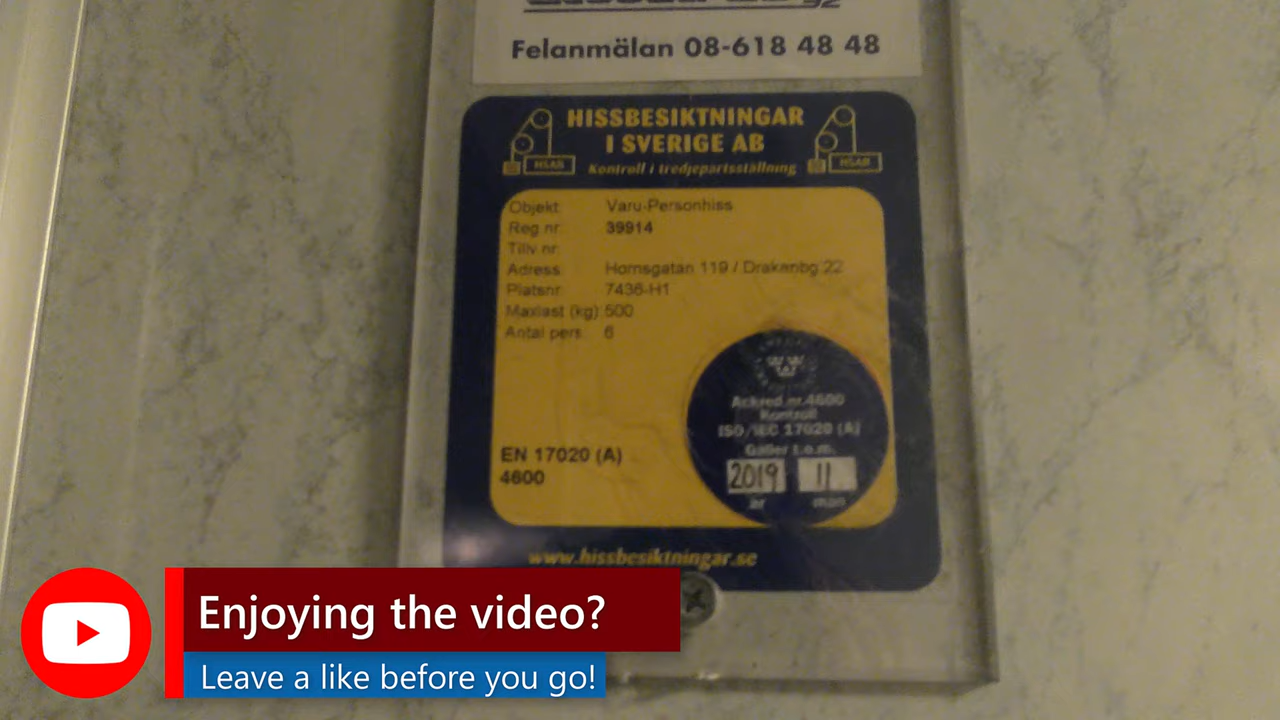 Felanmälan 08-618 48 48
HISSBESIKTNINGAR
I SVERIGE AB
HSAB
HSAB
Kontroll i tredjepartsställning
Objekt: Varu-Personhiss
Reg nr: 39914
Tillv nr:
Adress: Hornsgatan 119 / Drakenbg 22
Platsnr: 7436-H1
Maxlast (kg): 500
Antal pers: 6
Ackred.nr.4600
Kontroll
ISO/IEC 17020 (A)
Gäller t.o.m.
2019 11
år mån
EN 17020 (A)
4600
www.hissbesiktningar.se
Enjoying the video?
Leave a like before you go!